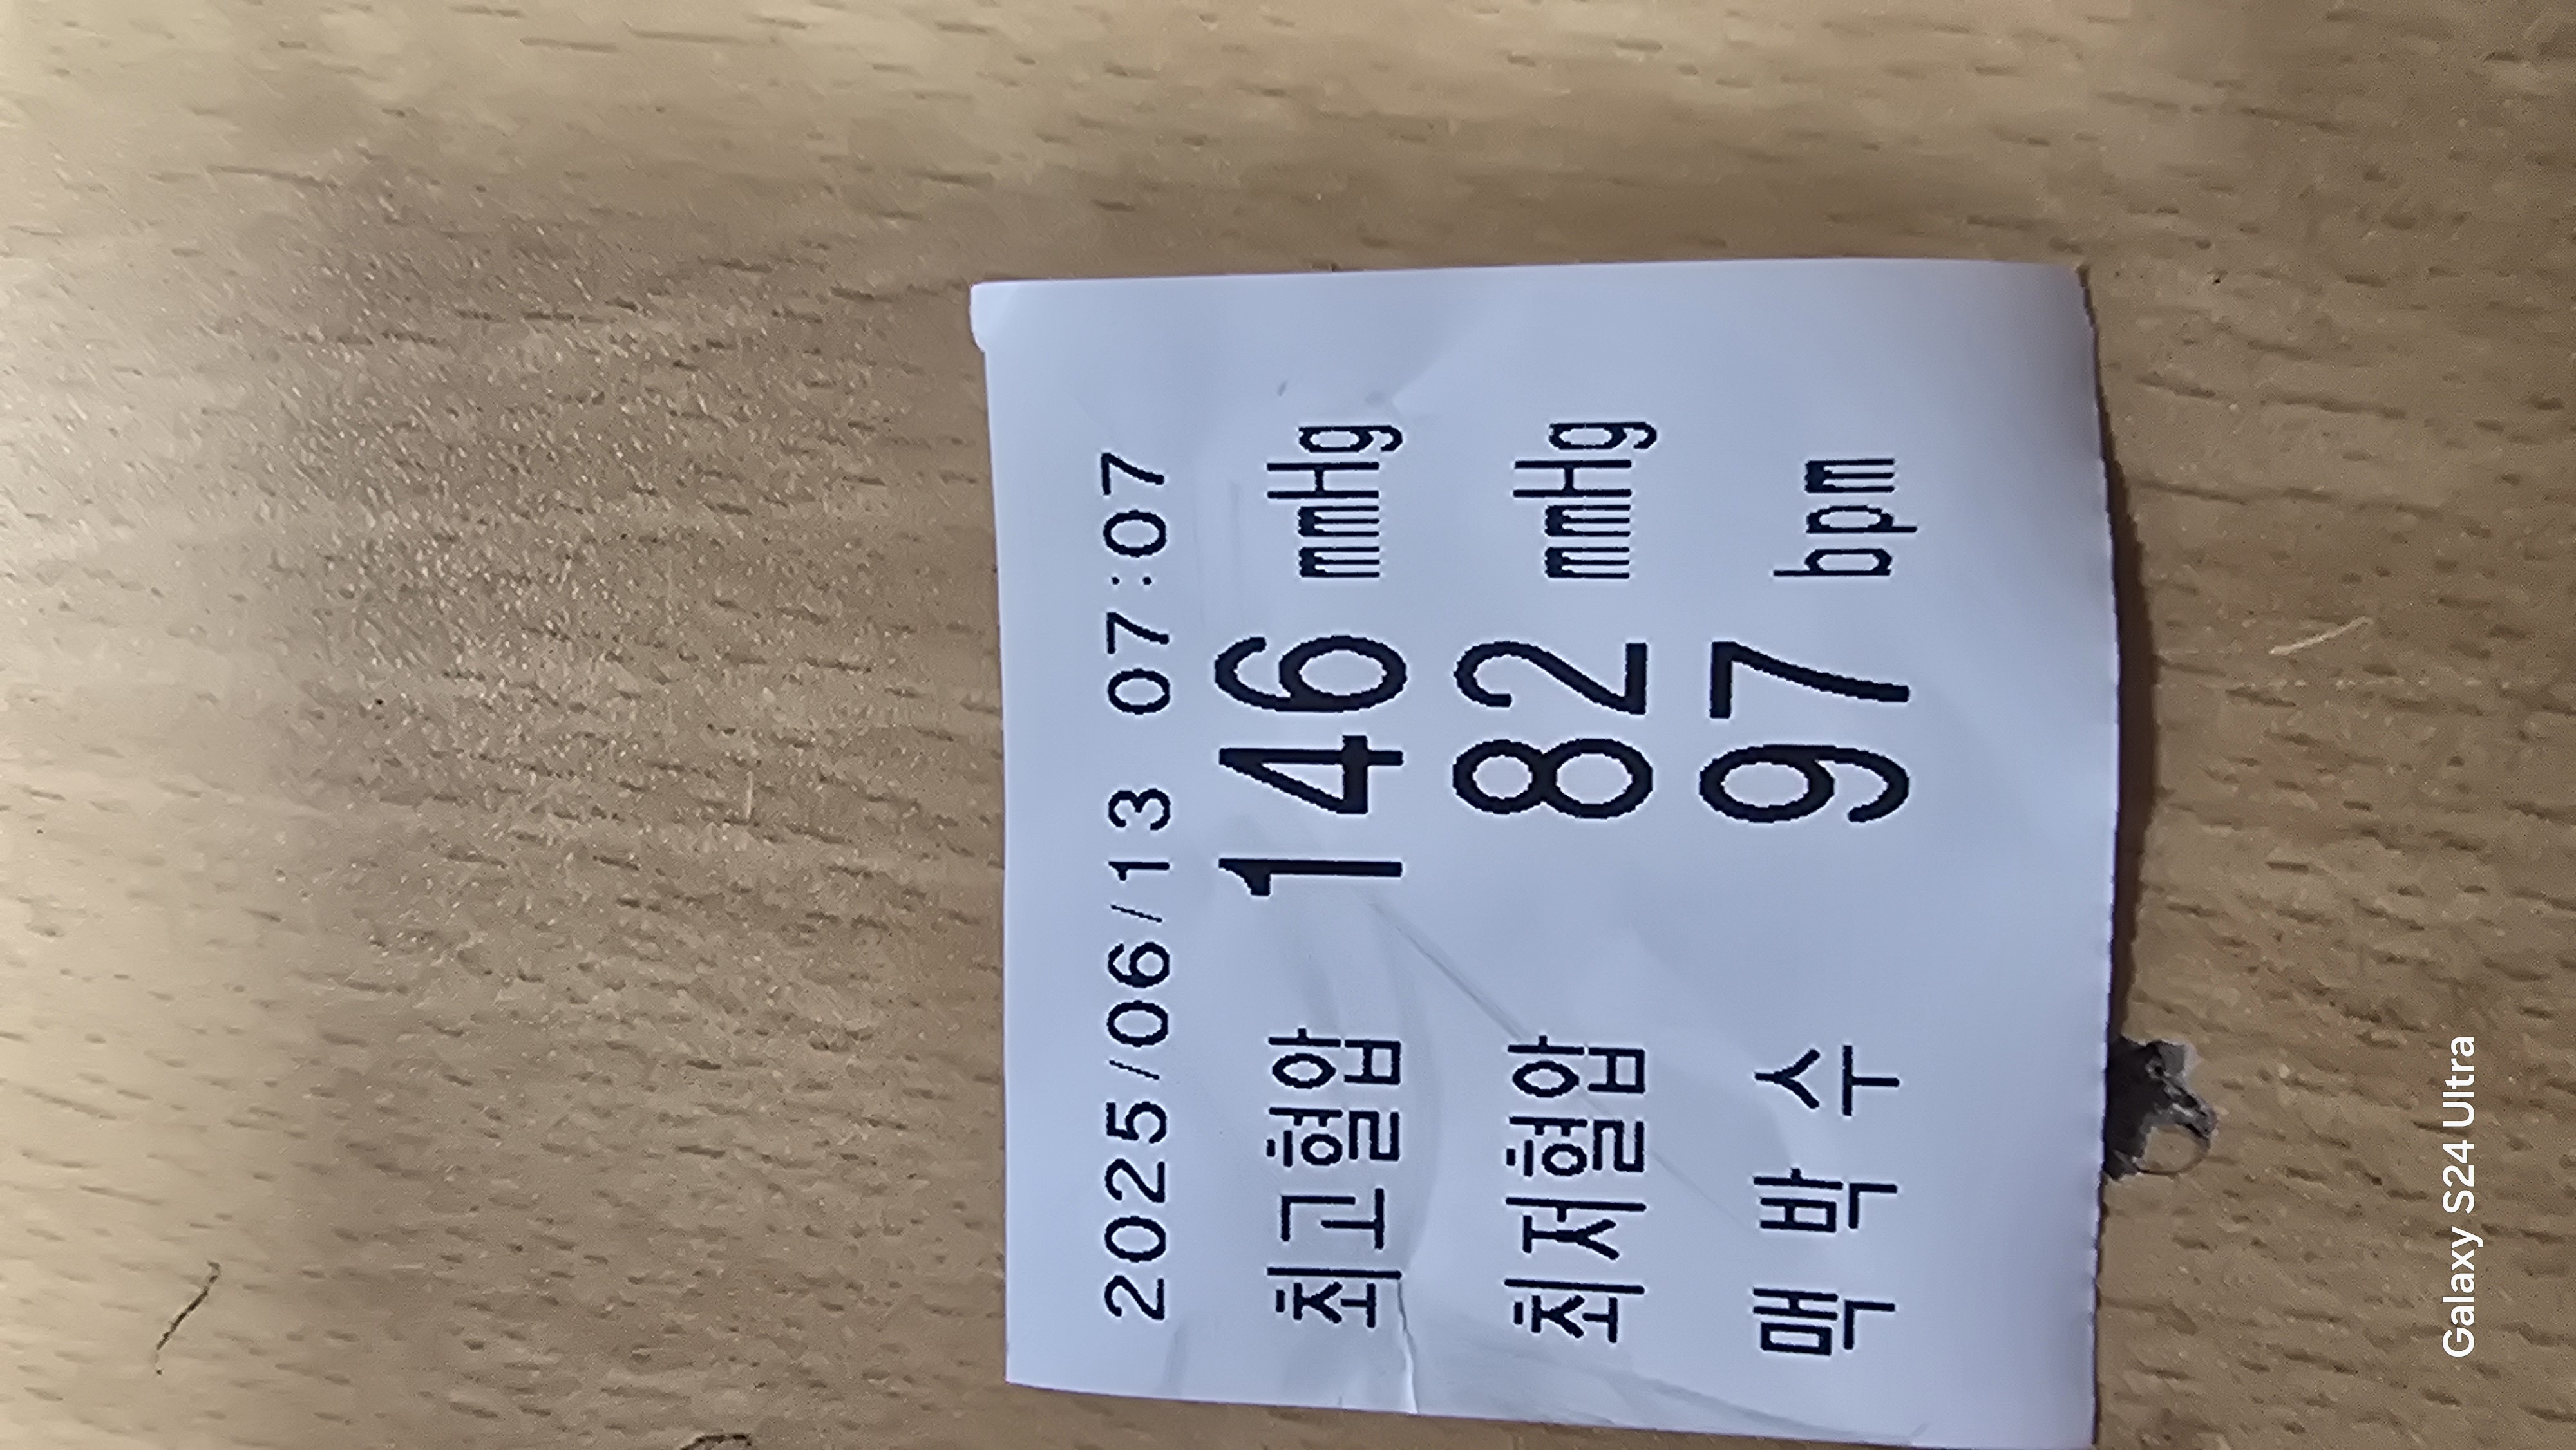 2025/06/13 07:07
최고혈압 146 mmHg
최저혈압 82 mmHg
맥 박 수 97 bpm
Galaxy S24 Ultra